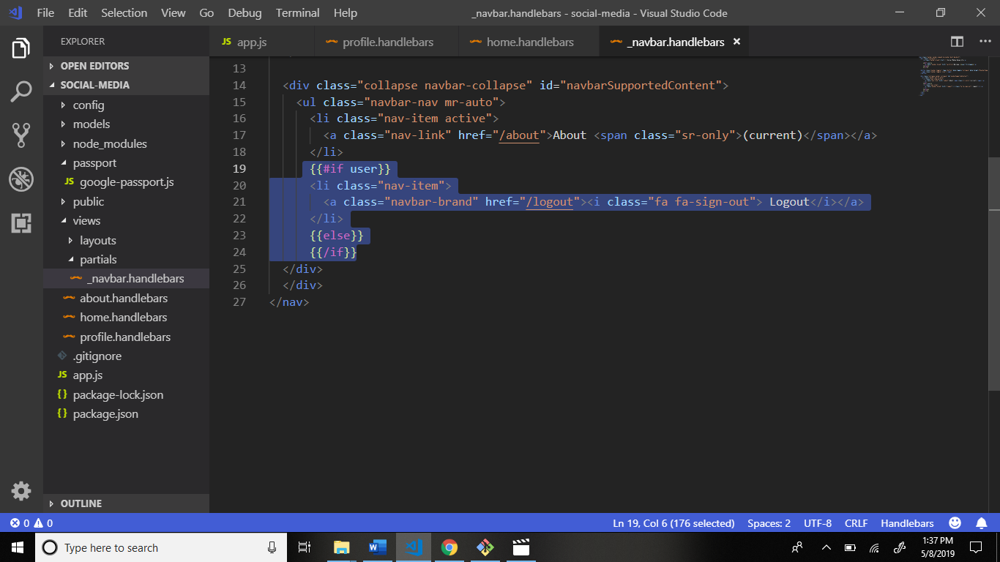 File Edit Selection View Go Debug Terminal Help _navbar.handlebars - social-media - Visual Studio Code
EXPLORER
OPEN EDITORS
SOCIAL-MEDIA
config
models
node_modules
passport
JS google-passport.js
public
views
layouts
partials
_navbar.handlebars
about.handlebars
home.handlebars
profile.handlebars
.gitignore
JS app.js
{} package-lock.json
{} package.json
OUTLINE
JS app.js profile.handlebars home.handlebars _navbar.handlebars
13
14 <div class="collapse navbar-collapse" id="navbarSupportedContent">
15 <ul class="navbar-nav mr-auto">
16 <li class="nav-item active">
17 <a class="nav-link" href="/about">About <span class="sr-only">(current)</span></a>
18 </li>
19 {{#if user}}
20 <li class="nav-item">
21 <a class="navbar-brand" href="/logout"><i class="fa fa-sign-out"> Logout</i></a>
22 </li>
23 {{else}}
24 {{/if}}
25 </div>
26 </div>
27 </nav>
0 0 Ln 19, Col 6 (176 selected) Spaces: 2 UTF-8 CRLF Handlebars
Type here to search
1:37 PM
5/8/2019